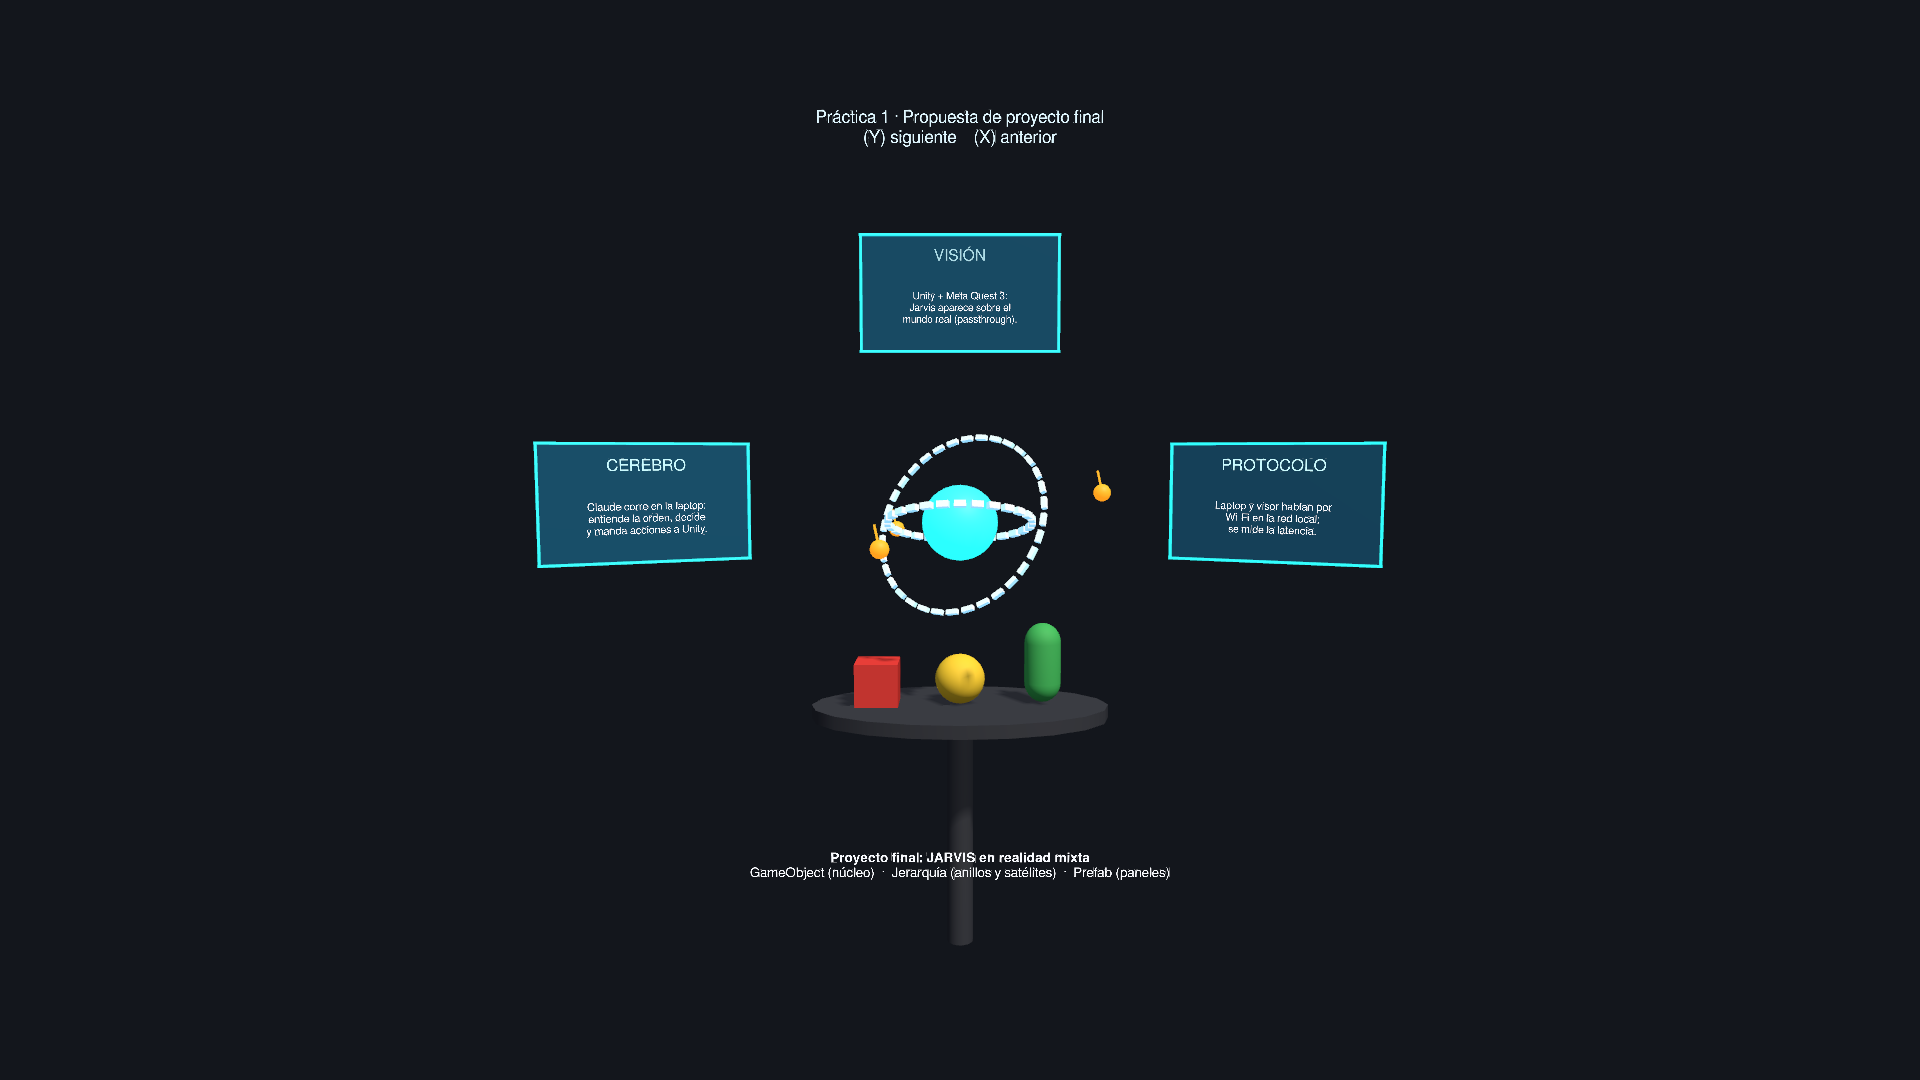 Práctica 1 · Propuesta de proyecto final
(Y) siguiente (X) anterior
VISIÓN
Unity + Meta Quest 3:
Jarvis aparece sobre el
mundo real (passthrough).
CEREBRO
Claude corre en la laptop:
entiende la orden, decide
y manda acciones a Unity.
PROTOCOLO
Laptop y visor hablan por
Wi Fi en la red local;
se mide la latencia.
Proyecto final: JARVIS en realidad mixta
GameObject (núcleo) · Jerarquía (anillos y satélites) · Prefab (paneles)